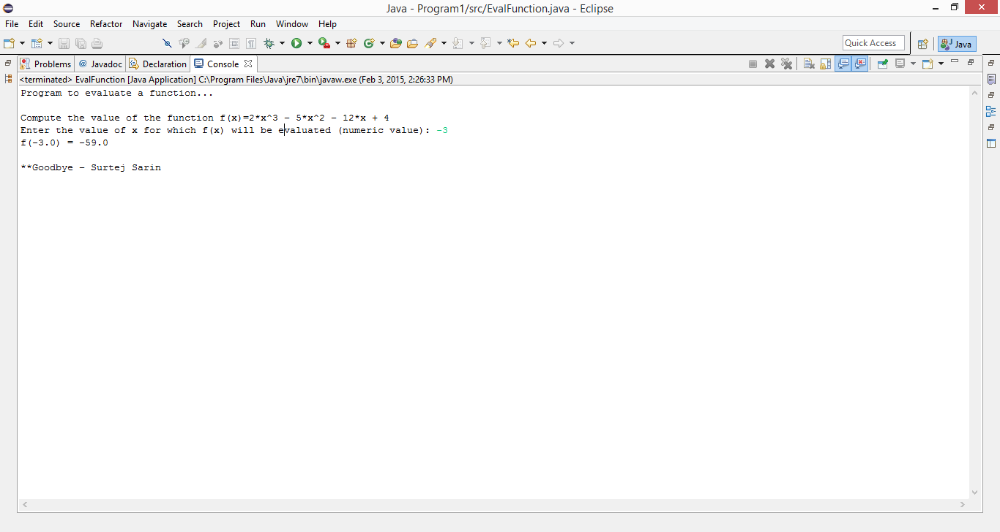 Java - Program1/src/EvalFunction.java - Eclipse
File Edit Source Refactor Navigate Search Project Run Window Help
Quick Access Java
Problems @ Javadoc Declaration Console
<terminated> EvalFunction [Java Application] C:\Program Files\Java\jre7\bin\javaw.exe (Feb 3, 2015, 2:26:33 PM)
Program to evaluate a function...
Compute the value of the function f(x)=2*x^3 - 5*x^2 - 12*x + 4
Enter the value of x for which f(x) will be evaluated (numeric value): -3
f(-3.0) = -59.0
**Goodbye - Surtej Sarin